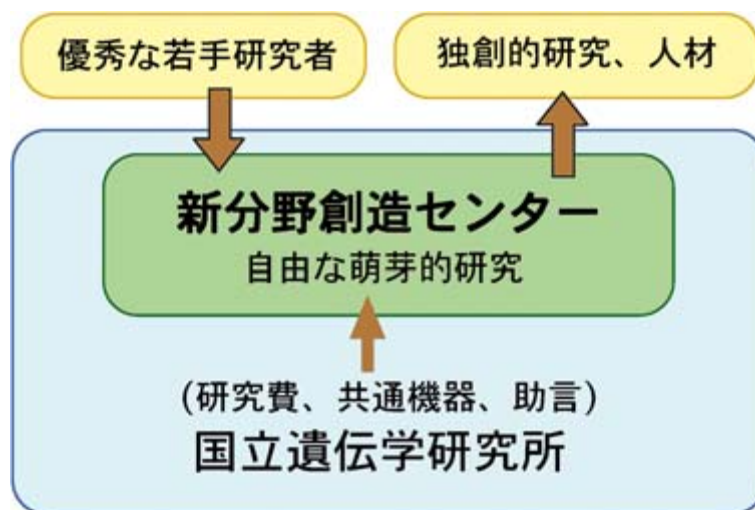 優秀な若手研究者
独創的研究、人材
新分野創造センター
自由な萌芽的研究
(研究費、共通機器、助言)
国立遺伝学研究所